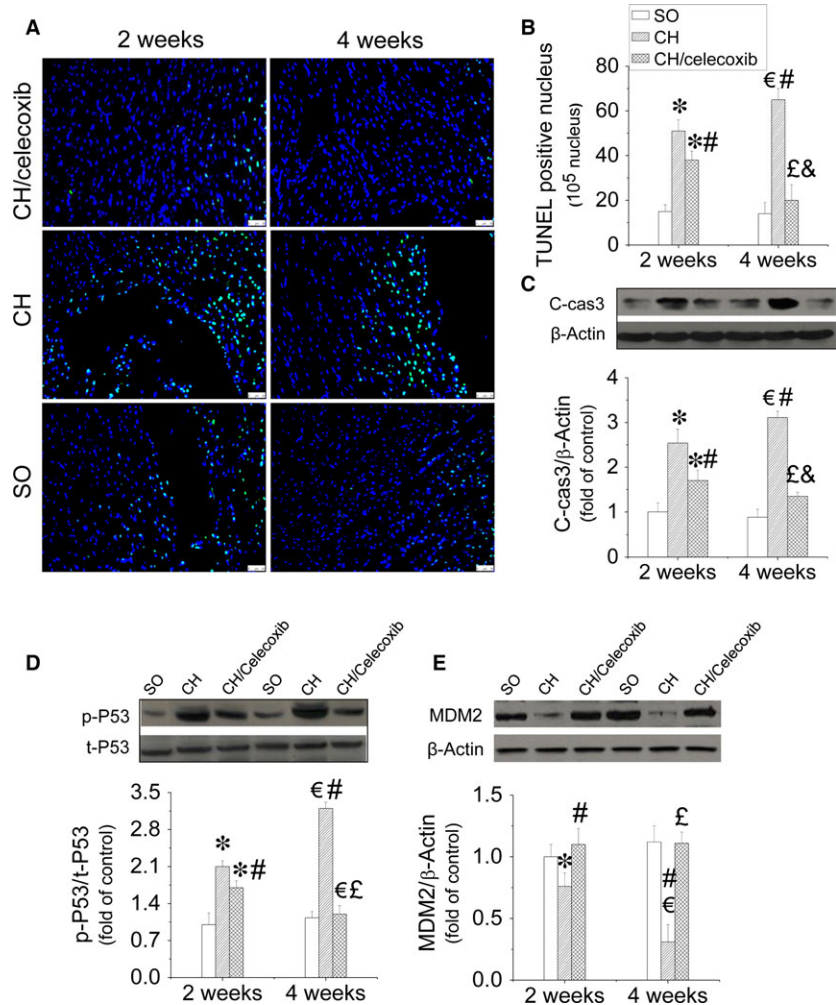 A
2 weeks
4 weeks
CH/celecoxib
CH
SO
B
SO
CH
CH/celecoxib
TUNEL positive nucleus
(10⁵ nucleus)
80
60
40
20
0
*
*#
€#
£&
2 weeks
4 weeks
C
C-cas3
β-Actin
C-cas3/β-Actin
(fold of control)
4
3
2
1
0
*
*#
€#
£&
2 weeks
4 weeks
D
SO
CH
CH/Celecoxib
SO
CH
CH/Celecoxib
p-P53
t-P53
p-P53/t-P53
(fold of control)
3.5
2.8
2.1
1.4
0.7
0.0
*
*#
€#
€£
2 weeks
4 weeks
E
SO
CH
CH/Celecoxib
SO
CH
CH/Celecoxib
MDM2
β-Actin
MDM2/β-Actin
(fold of control)
1.5
1.0
0.5
0.0
*
#
#
€
£
2 weeks
4 weeks